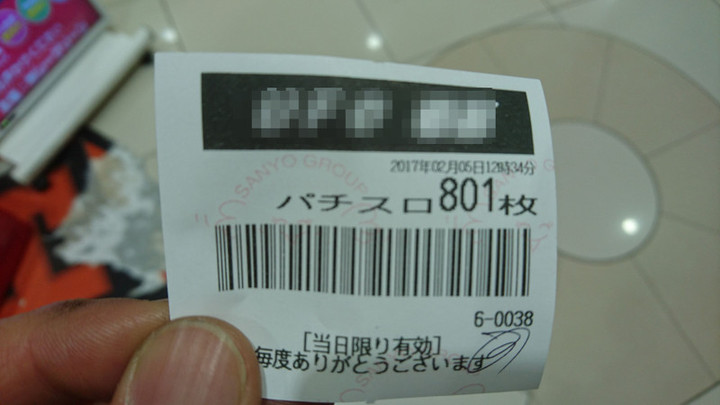 2017年02月05日12時34分
SANYO GROUP
パチスロ801枚
6-0038
[当日限り有効]
毎度ありがとうございます